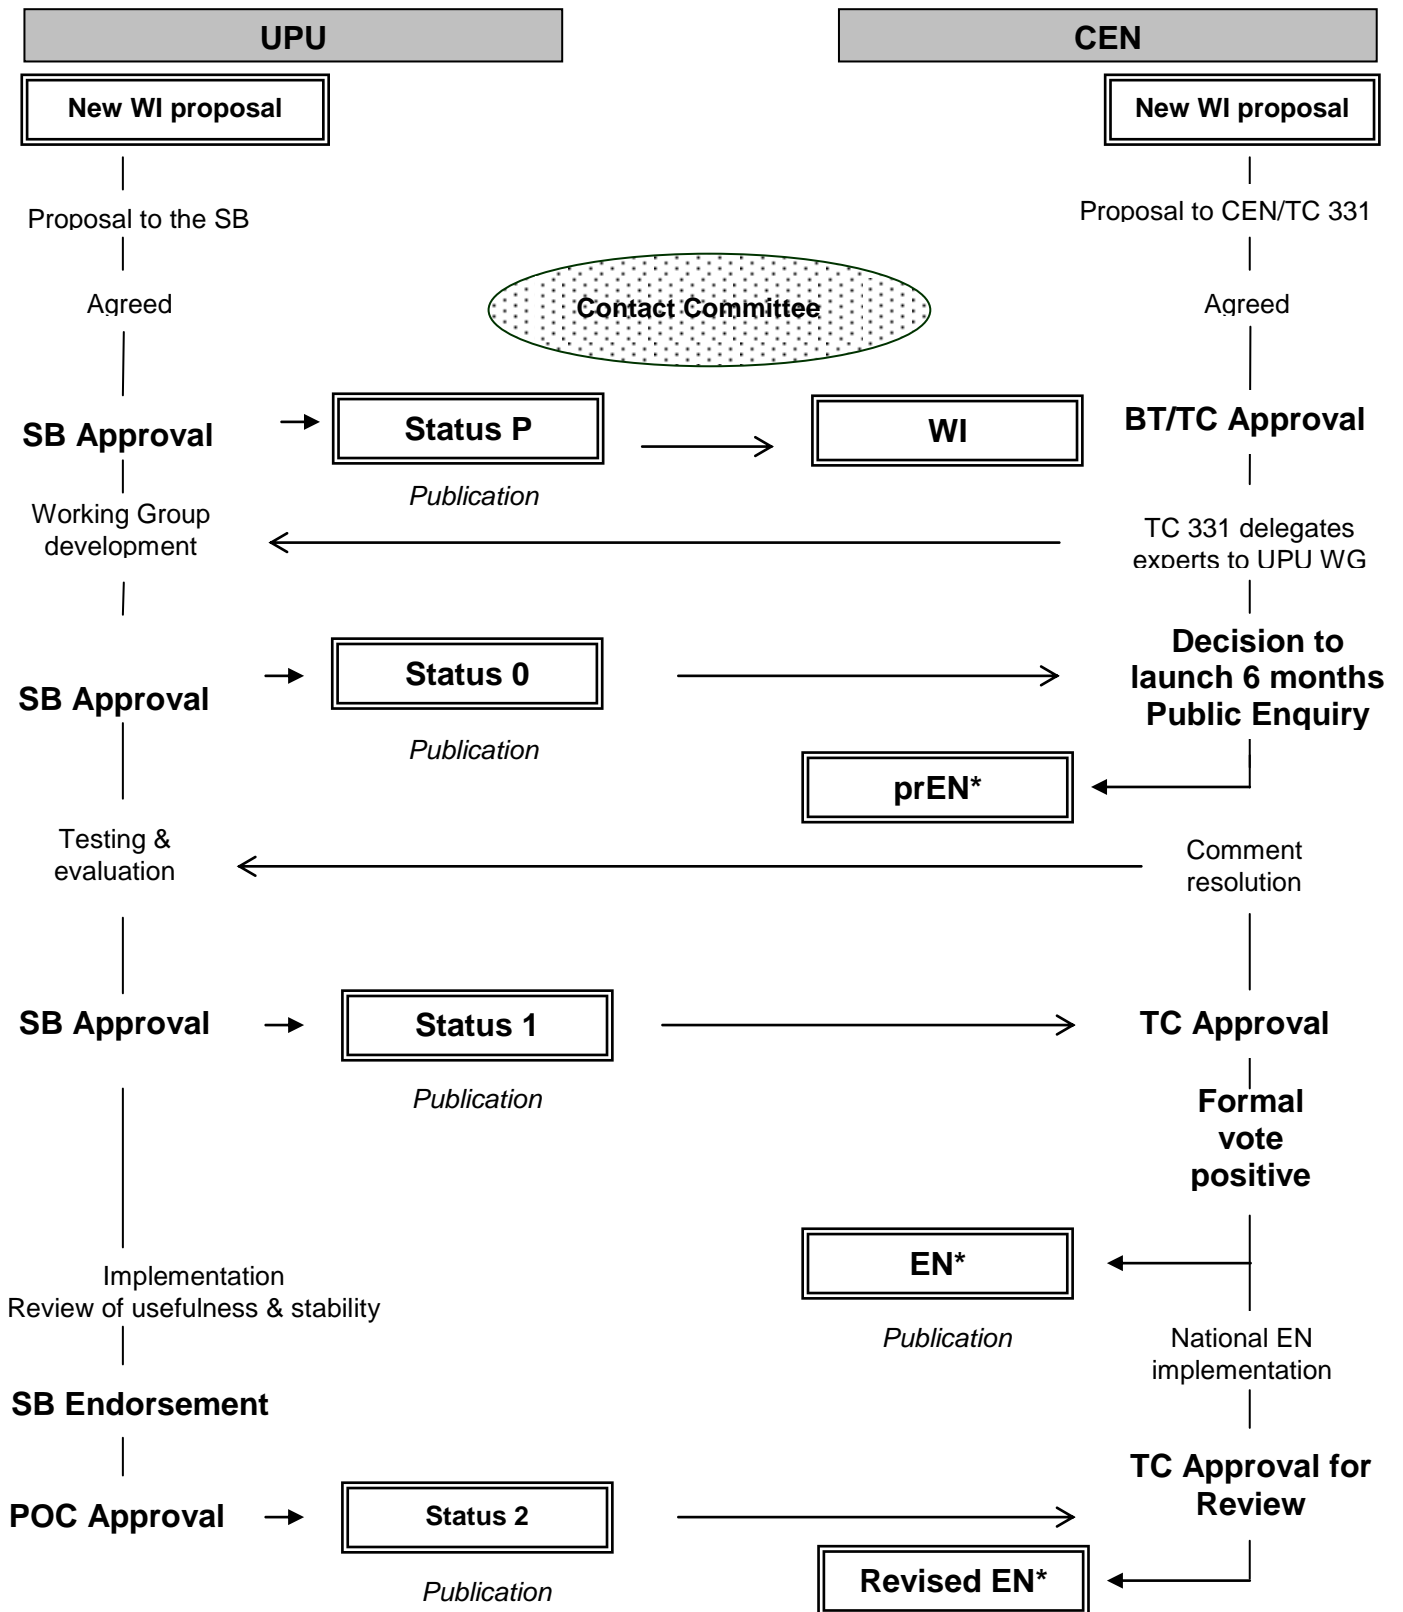 UPU
CEN
New WI proposal
New WI proposal
Proposal to the SB
Proposal to CEN/TC 331
Agreed
Contact Committee
Agreed
SB Approval
Status P
WI
BT/TC Approval
Publication
Working Group
development
TC 331 delegates
experts to UPU WG
SB Approval
Status 0
Decision to
launch 6 months
Public Enquiry
Publication
prEN*
Testing &
evaluation
Comment
resolution
SB Approval
Status 1
TC Approval
Publication
Formal
vote
positive
EN*
Implementation
Review of usefulness & stability
Publication
National EN
implementation
SB Endorsement
POC Approval
Status 2
TC Approval for
Review
Publication
Revised EN*